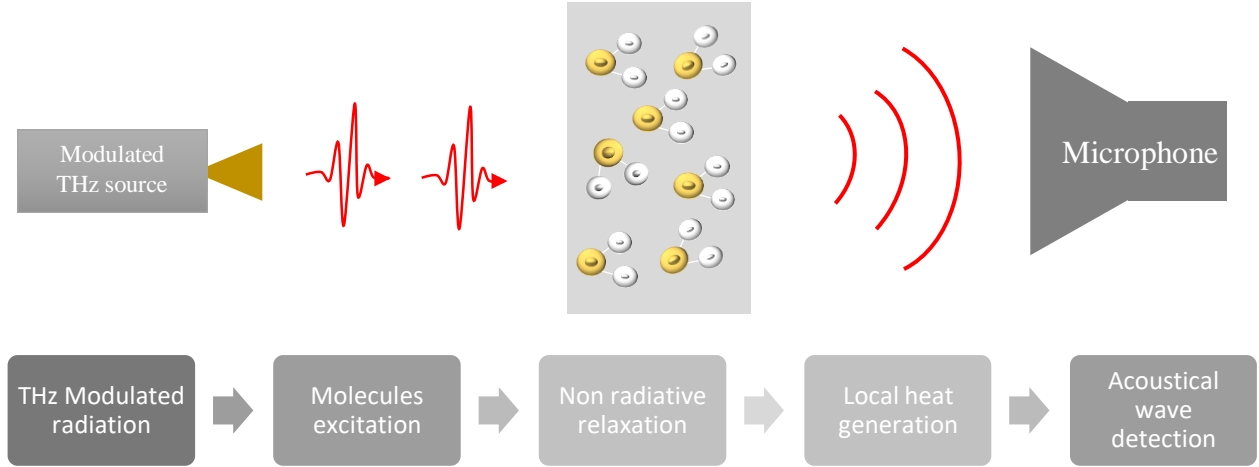 Modulated
THz source
Microphone
THz Modulated
radiation
Molecules
excitation
Non radiative
relaxation
Local heat
generation
Acoustical
wave
detection